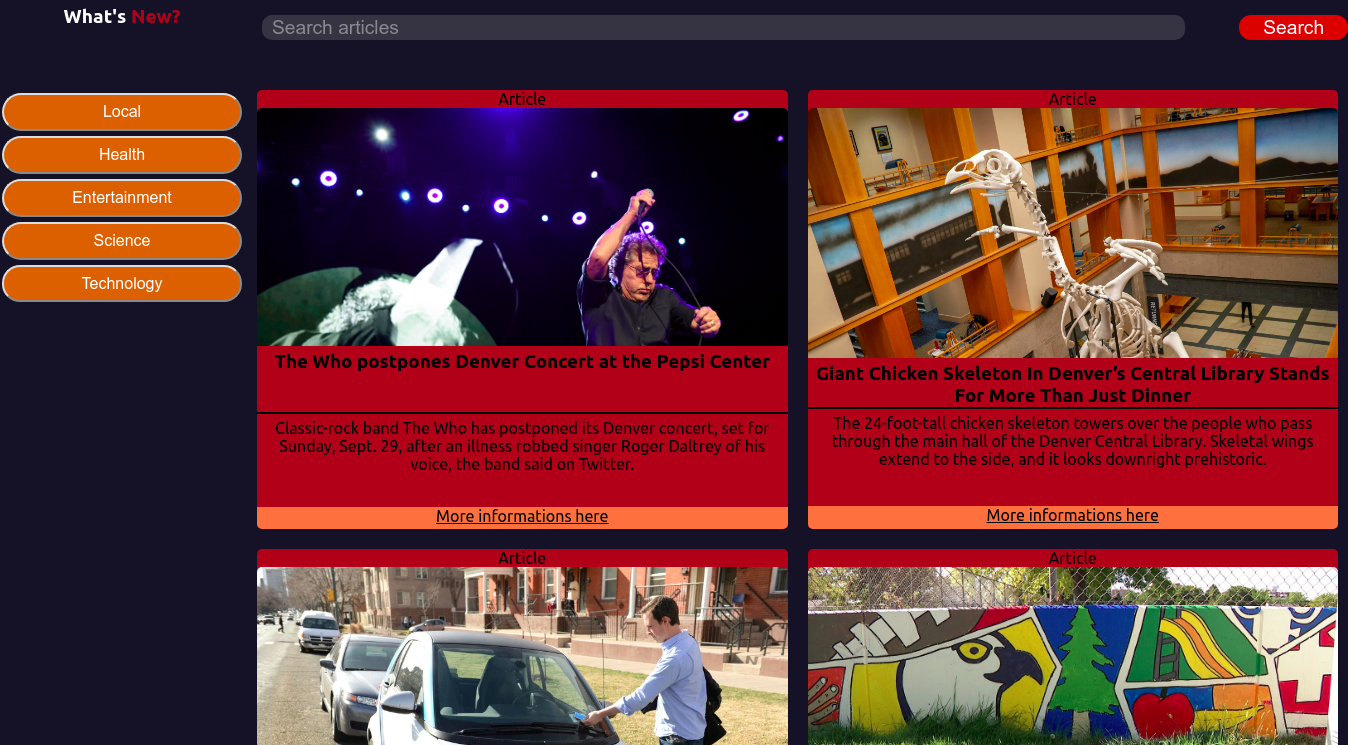 What's New?
Search articles
Search
Local
Health
Entertainment
Science
Technology
Article
The Who postpones Denver Concert at the Pepsi Center
Classic-rock band The Who has postponed its Denver concert, set for
Sunday, Sept. 29, after an illness robbed singer Roger Daltrey of his
voice, the band said on Twitter.
More informations here
Article
Giant Chicken Skeleton In Denver’s Central Library Stands
For More Than Just Dinner
The 24-foot-tall chicken skeleton towers over the people who pass
through the main hall of the Denver Central Library. Skeletal wings
extend to the side, and it looks downright prehistoric.
More informations here
Article
Article